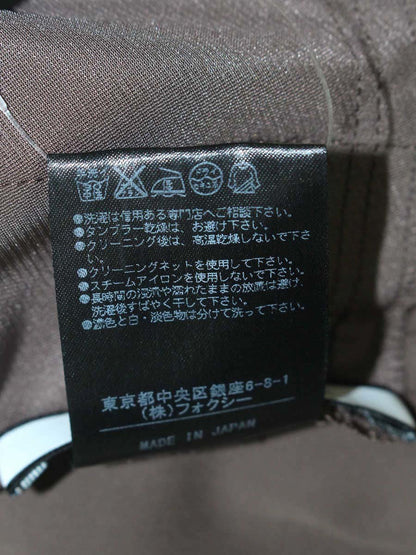 ●洗濯は信用ある専門店へご相談下さい。
●タンブラー乾燥は、お避け下さい。
●クリーニング後は、高温乾燥しないで下
さい。
●クリーニングネットを使用して下さい。
●スチームアイロンを使用しないで下さい。
●長時間の浸漬や濡れたままの放置は避け
洗濯後すばやく干して下さい。
●濃色と白・淡色物は分けて洗って下さい。
東京都中央区銀座6-8-1
(株)フォクシー
MADE IN JAPAN